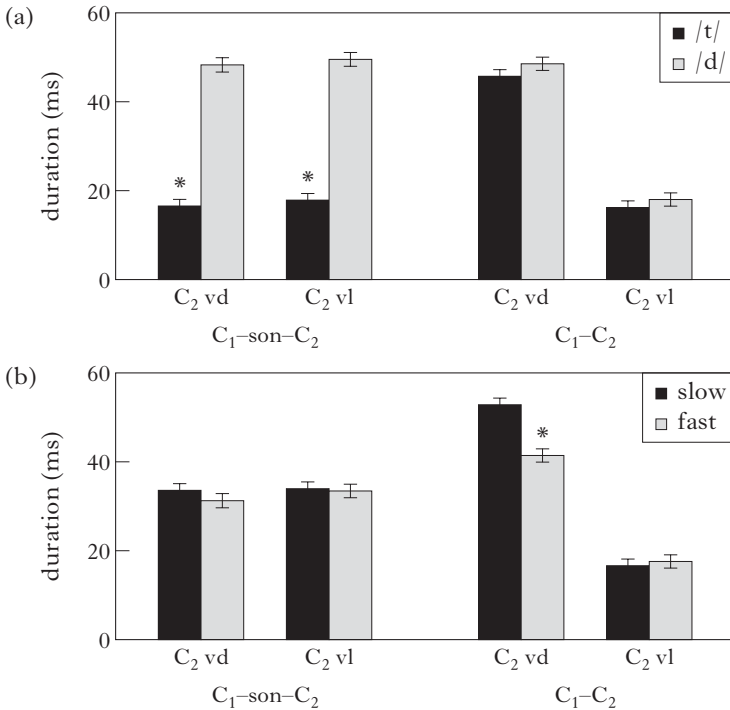 (a)
60
/t/
/d/
40
duration (ms)
*
*
20
0
C₂ vd
C₂ vl
C₂ vd
C₂ vl
C₁–son–C₂
C₁–C₂
(b)
60
slow
fast
*
40
duration (ms)
20
0
C₂ vd
C₂ vl
C₂ vd
C₂ vl
C₁–son–C₂
C₁–C₂